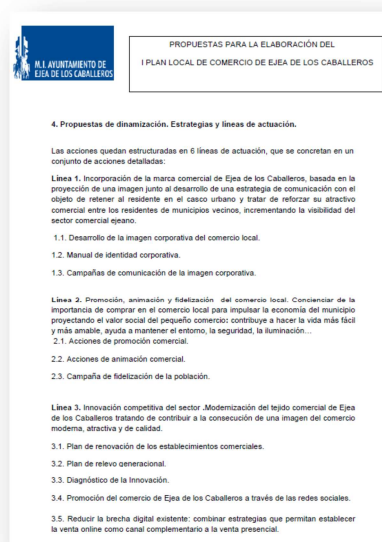 M.I. AYUNTAMIENTO DE
EJEA DE LOS CABALLEROS
PROPUESTAS PARA LA ELABORACIÓN DEL
I PLAN LOCAL DE COMERCIO DE EJEA DE LOS CABALLEROS
4. Propuestas de dinamización. Estrategias y líneas de actuación.
Las acciones quedan estructuradas en 6 líneas de actuación, que se concretan en un
conjunto de acciones detalladas:
Línea 1. Incorporación de la marca comercial de Ejea de los Caballeros, basada en la
proyección de una imagen junto al desarrollo de una estrategia de comunicación con el
objeto de retener al residente en el casco urbano y tratar de reforzar su atractivo
comercial entre los residentes de municipios vecinos, incrementando la visibilidad del
sector comercial ejeano.
1.1. Desarrollo de la imagen corporativa del comercio local.
1.2. Manual de identidad corporativa.
1.3. Campañas de comunicación de la imagen corporativa.
Línea 2. Promoción, animación y fidelización del comercio local. Concienciar de la
importancia de comprar en el comercio local para impulsar la economía del municipio
proyectando el valor social del pequeño comercio: contribuye a hacer la vida más fácil
y más amable, ayuda a mantener el entorno, la seguridad, la iluminación…
2.1. Acciones de promoción comercial.
2.2. Acciones de animación comercial.
2.3. Campaña de fidelización de la población.
Línea 3. Innovación competitiva del sector .Modernización del tejido comercial de Ejea
de los Caballeros tratando de contribuir a la consecución de una imagen del comercio
moderna, atractiva y de calidad.
3.1. Plan de renovación de los establecimientos comerciales.
3.2. Plan de relevo generacional.
3.3. Diagnóstico de la Innovación.
3.4. Promoción del comercio de Ejea de los Caballeros a través de las redes sociales.
3.5. Reducir la brecha digital existente: combinar estrategias que permitan establecer
la venta online como canal complementario a la venta presencial.